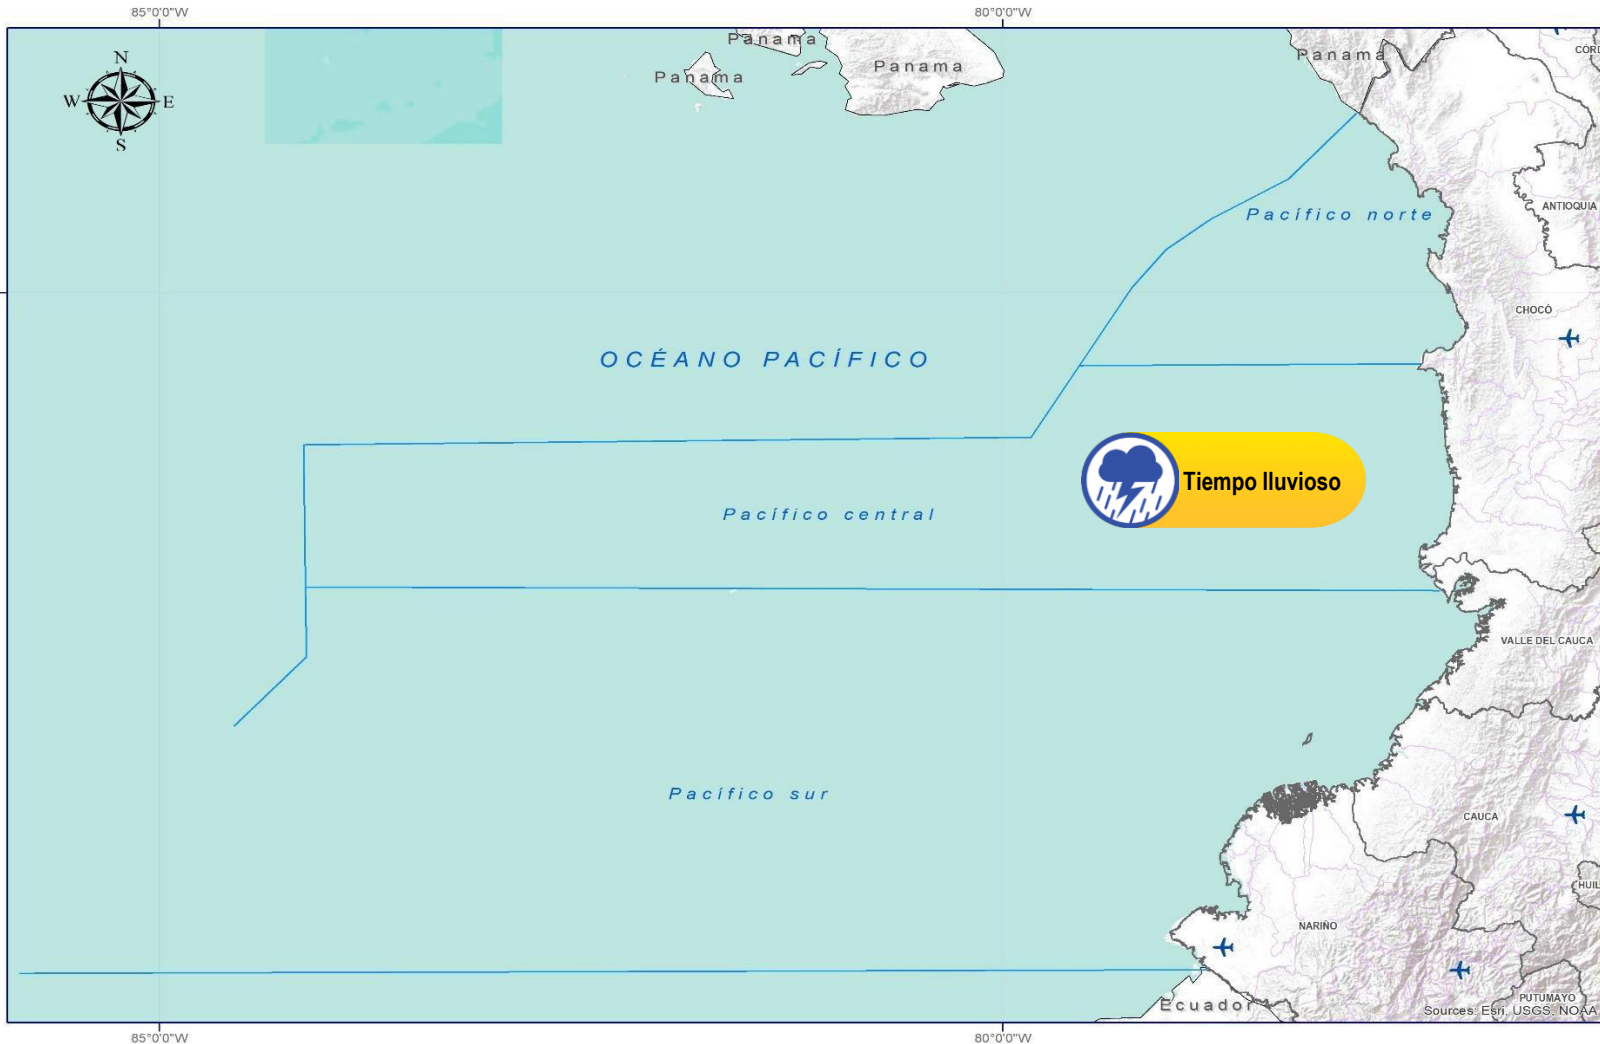 85°0'0"W
80°0'0"W
N
W
E
S
Panama
Panama
Panama
Panama
CÓRD
ANTIOQUIA
Pacífico norte
CHOCÓ
OCÉANO PACÍFICO
Tiempo lluvioso
Pacífico central
VALLE DEL CAUCA
Pacífico sur
CAUCA
HUIL
NARIÑO
Ecuador
PUTUMAYO
Sources: Esri, USGS, NOAA
85°0'0"W
80°0'0"W